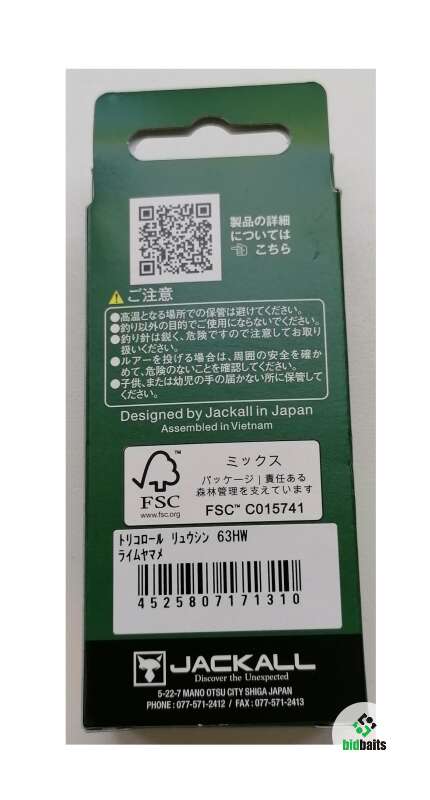 製品の詳細
については
こちら
ご注意
●高温となる場所での保管は避けてください。
●釣り以外の目的でご使用にならないでください。
●釣り針は鋭く、危険ですので注意してお取り
扱いください。
●ルアーを投げる場合は、周囲の安全を確か
めて、危険のないことを確認してください。
●子供、または幼児の手の届かない所に保管して
ください。
Designed by Jackall in Japan
Assembled in Vietnam
FSC
www.fsc.org
ミックス
パッケージ|責任ある
森林管理を支えています
FSC™ C015741
トリコロール リュウシン 63HW
ライムヤマメ
4525807171310
JACKALL
Discover the Unexpected
5-22-7 MANO OTSU CITY SHIGA JAPAN
PHONE : 077-571-2412 / FAX : 077-571-2413
bidbaits